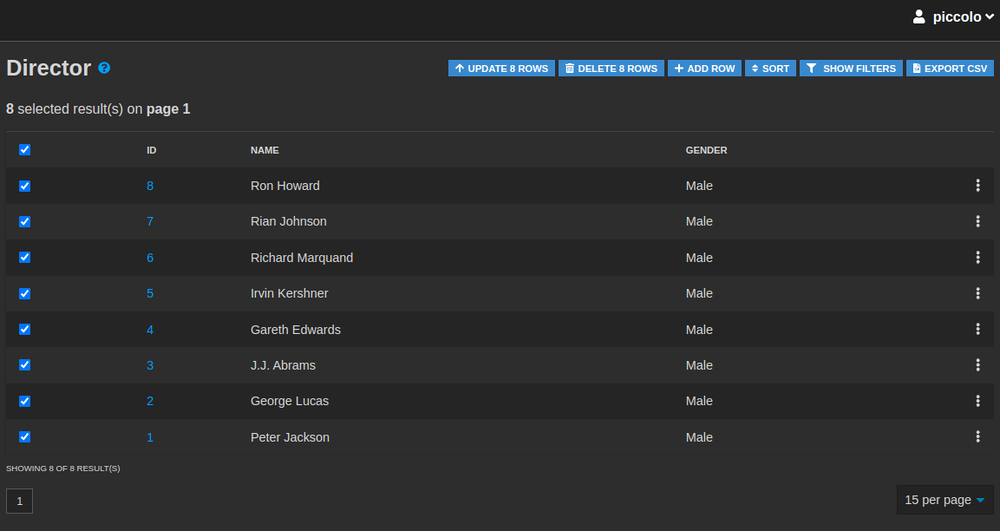 piccolo
Director
UPDATE 8 ROWS DELETE 8 ROWS ADD ROW SORT SHOW FILTERS EXPORT CSV
8 selected result(s) on page 1
ID NAME GENDER
8 Ron Howard Male
7 Rian Johnson Male
6 Richard Marquand Male
5 Irvin Kershner Male
4 Gareth Edwards Male
3 J.J. Abrams Male
2 George Lucas Male
1 Peter Jackson Male
SHOWING 8 OF 8 RESULT(S)
1 15 per page